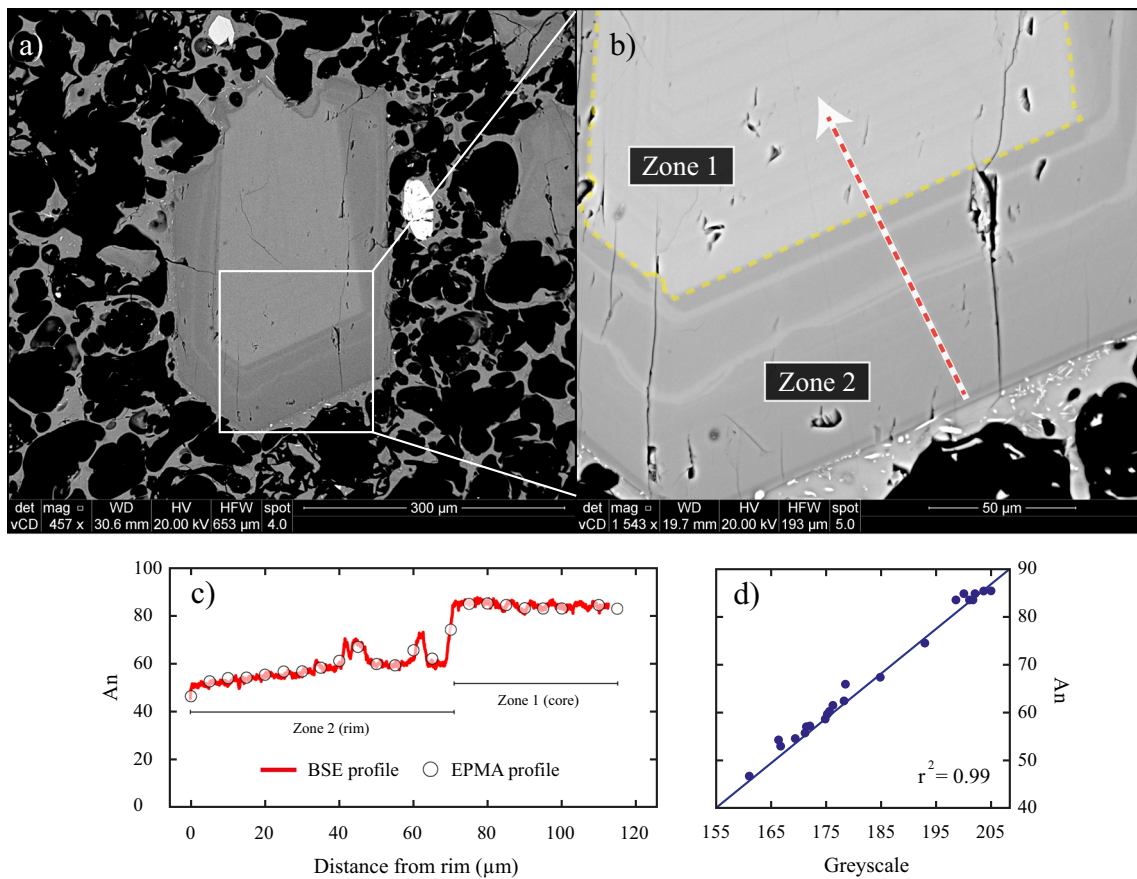 a)
b)
Zone 1
Zone 2
det mag □ WD HV HFW spot
vCD 457 x 30.6 mm 20.00 kV 653 µm 4.0
300 µm
det mag □ WD HV HFW spot
vCD 1 543 x 19.7 mm 20.00 kV 193 µm 5.0
50 µm
c)
100
80
60
40
20
0
An
Zone 1 (core)
Zone 2 (rim)
BSE profile
EPMA profile
0 20 40 60 80 100 120
Distance from rim (µm)
d)
90
80
70
60
50
40
An
r² = 0.99
155 165 175 185 195 205
Greyscale